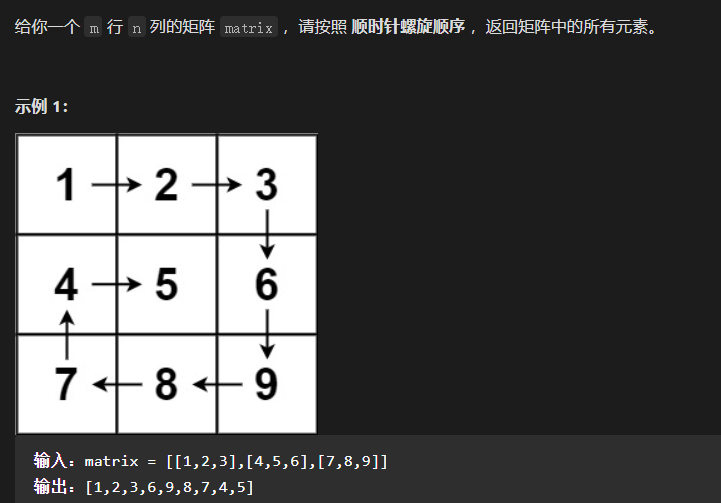 给你一个 m 行 n 列的矩阵 matrix ，请按照 顺时针螺旋顺序 ，返回矩阵中的所有元素。
示例 1：
1 2 3
4 5 6
7 8 9
输入：matrix = [[1,2,3],[4,5,6],[7,8,9]]
输出：[1,2,3,6,9,8,7,4,5]